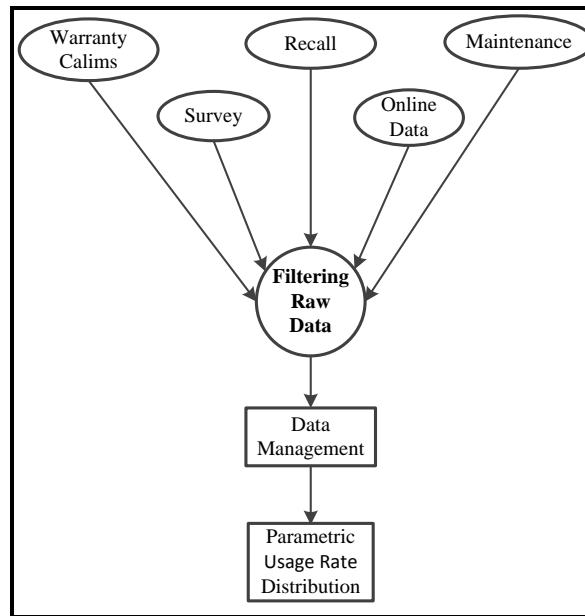 Warranty
Calims
Recall
Maintenance
Survey
Online
Data
Filtering
Raw
Data
Data
Management
Parametric
Usage Rate
Distribution